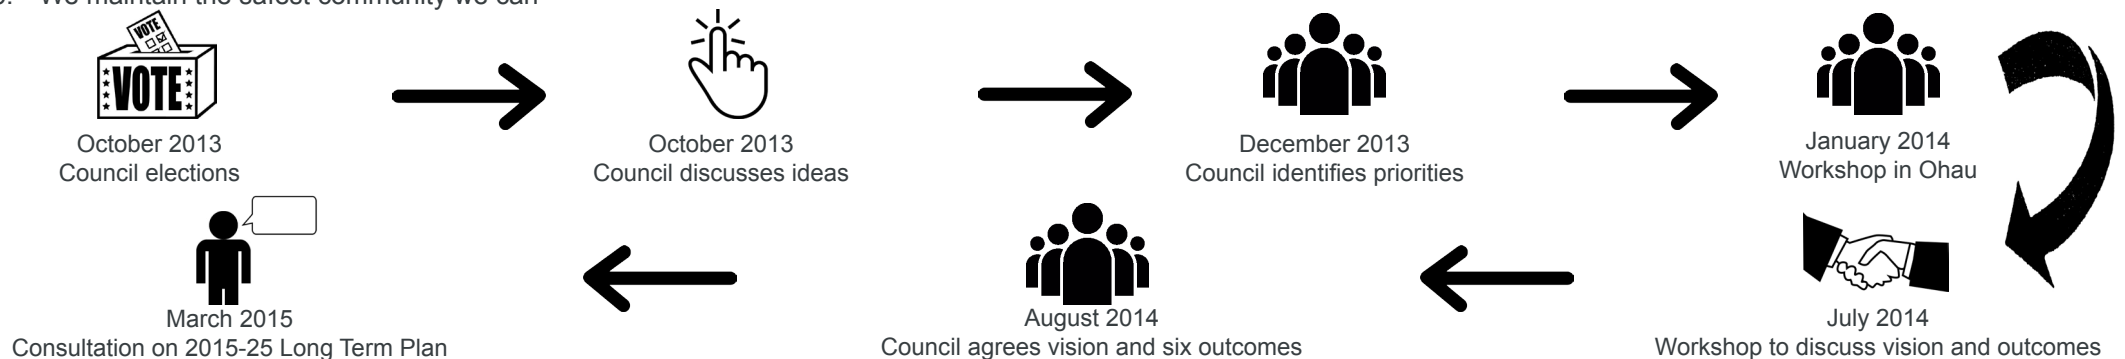 We maintain the safest community we can
VOTE
VOTE
October 2013
Council elections
October 2013
Council discusses ideas
December 2013
Council identifies priorities
January 2014
Workshop in Ohau
July 2014
Workshop to discuss vision and outcomes
August 2014
Council agrees vision and six outcomes
March 2015
Consultation on 2015-25 Long Term Plan